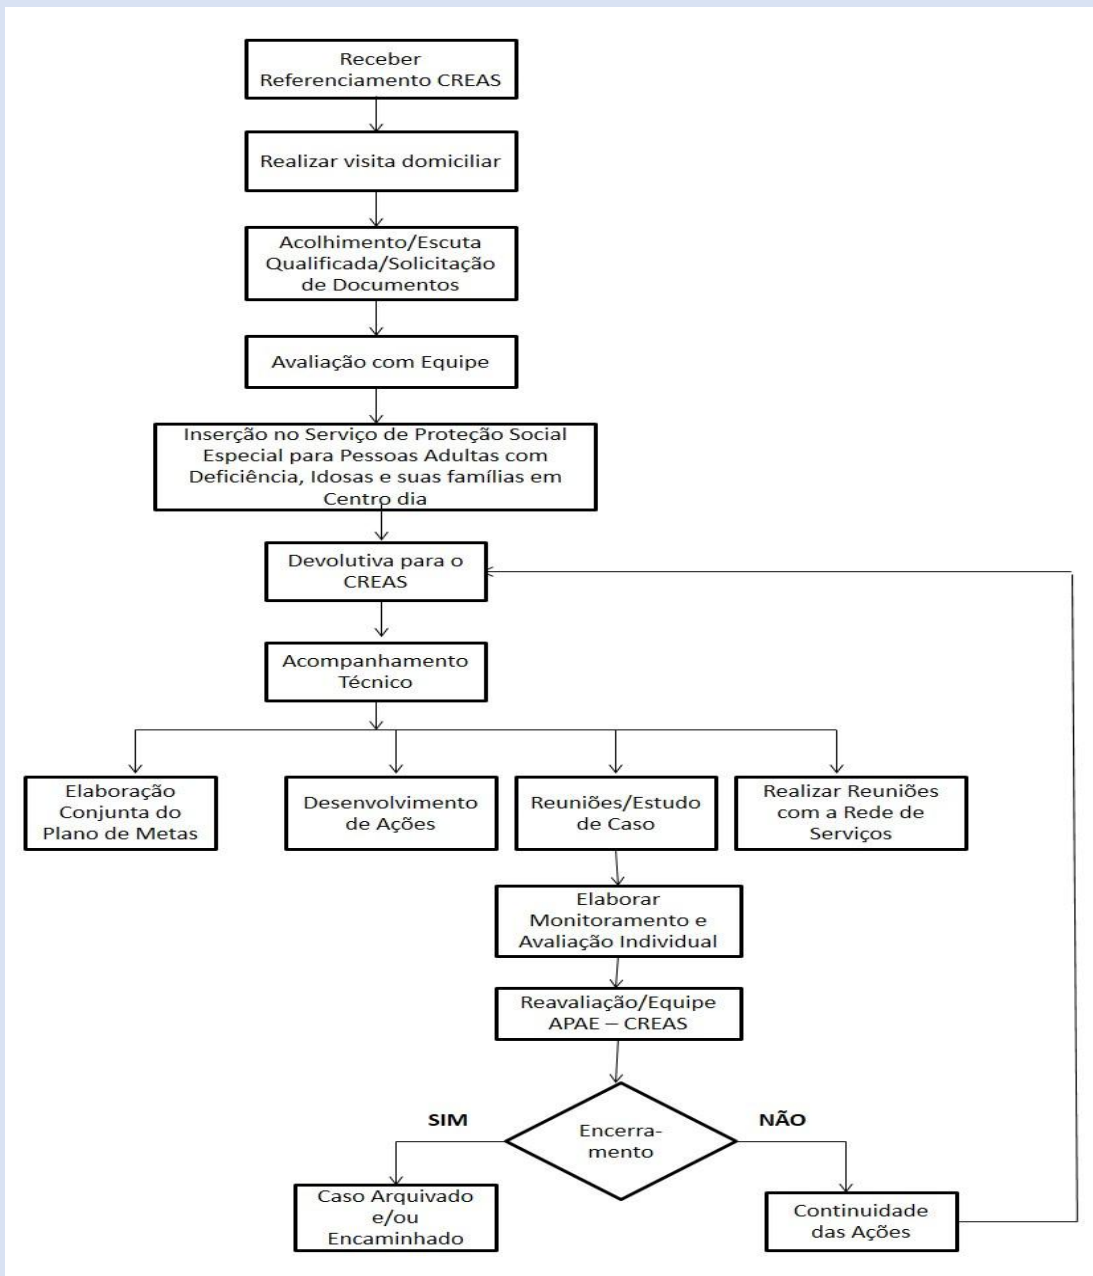 Receber
Referenciamento CREAS
Realizar visita domiciliar
Acolhimento/Escuta
Qualificada/Solicitação
de Documentos
Avaliação com Equipe
Inserção no Serviço de Proteção Social
Especial para Pessoas Adultas com
Deficiência, Idosas e suas famílias em
Centro dia
Devolutiva para o
CREAS
Acompanhamento
Técnico
Elaboração
Conjunta do
Plano de Metas
Desenvolvimento
de Ações
Reuniões/Estudo
de Caso
Realizar Reuniões
com a Rede de
Serviços
Elaborar
Monitoramento e
Avaliação Individual
Reavaliação/Equipe
APAE – CREAS
SIM
Encerra-
mento
NÃO
Caso Arquivado
e/ou
Encaminhado
Continuidade
das Ações